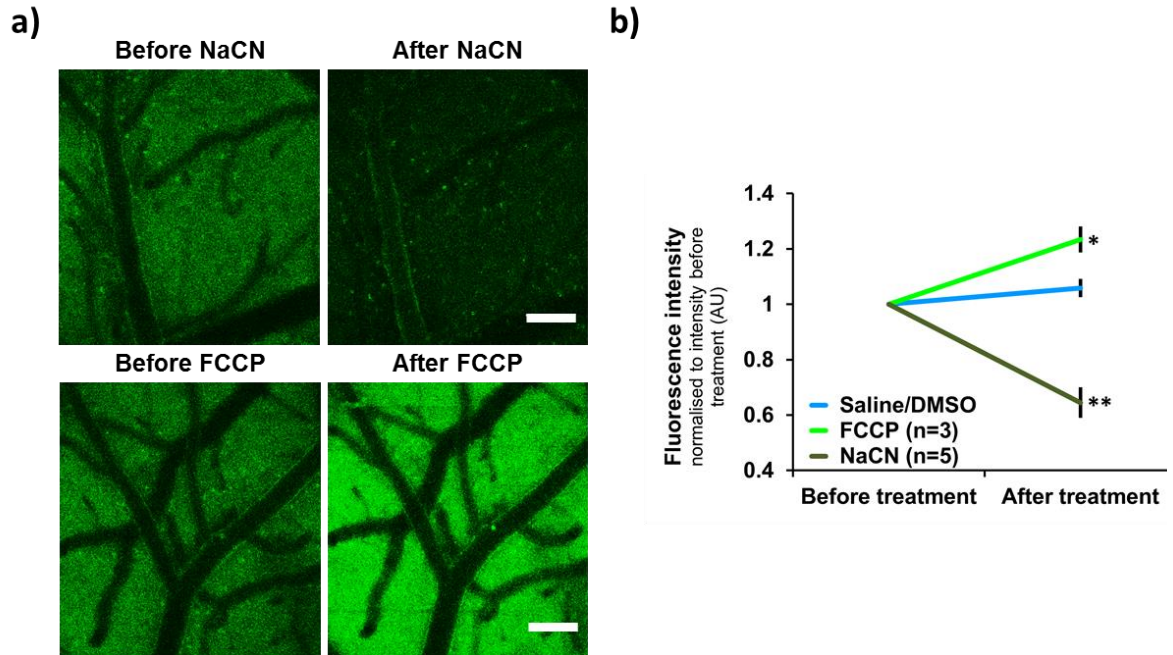 a)
Before NaCN
After NaCN
Before FCCP
After FCCP
b)
Fluorescence intensity
normalised to intensity before
treatment (AU)
1.4
1.2
1
0.8
0.6
0.4
*
**
Saline/DMSO
FCCP (n=3)
NaCN (n=5)
Before treatment
After treatment